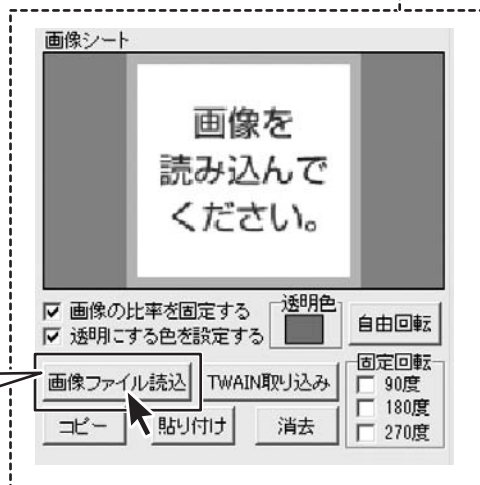 画像シート
画像を
読み込んで
ください。
画像の比率を固定する
透明にする色を設定する
透明色
自由回転
画像ファイル読込
TWAIN取り込み
固定回転
90度
180度
270度
コピー
貼り付け
消去